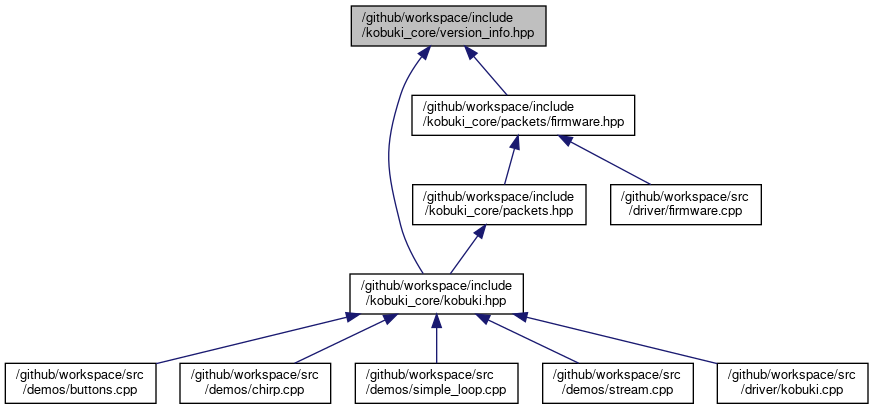 /github/workspace/include
/kobuki_core/version_info.hpp
/github/workspace/include
/kobuki_core/packets/firmware.hpp
/github/workspace/include
/kobuki_core/packets.hpp
/github/workspace/src
/driver/firmware.cpp
/github/workspace/include
/kobuki_core/kobuki.hpp
/github/workspace/src
/demos/buttons.cpp
/github/workspace/src
/demos/chirp.cpp
/github/workspace/src
/demos/simple_loop.cpp
/github/workspace/src
/demos/stream.cpp
/github/workspace/src
/driver/kobuki.cpp